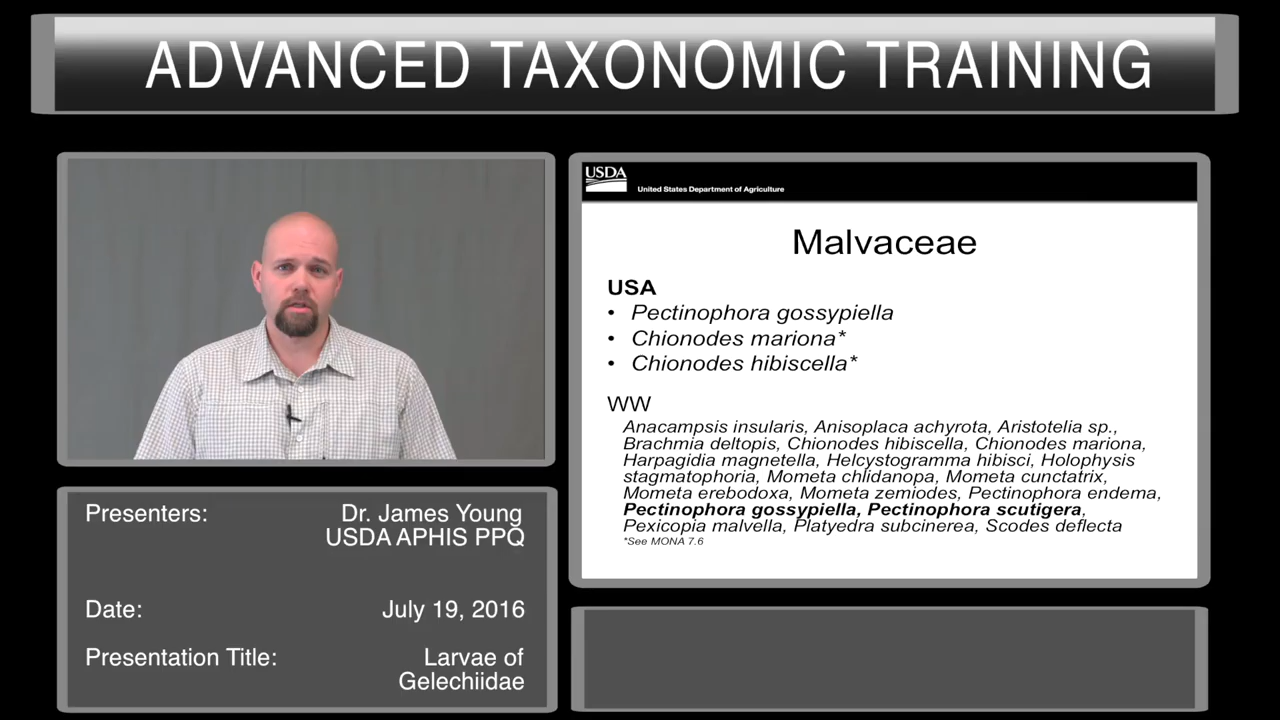 ADVANCED TAXONOMIC TRAINING
USDA
United States Department of Agriculture
Malvaceae
USA
• Pectinophora gossypiella
• Chionodes mariona*
• Chionodes hibiscella*
WW
Anacampsis insularis, Anisoplaca achyrota, Aristotelia sp.,
Brachmia deltopis, Chionodes hibiscella, Chionodes mariona,
Harpagidia magnetella, Helcystogramma hibisci, Holophysis
stagmatophoria, Mometa chlidanopa, Mometa cunctatrix,
Mometa erebodoxa, Mometa zemiodes, Pectinophora endema,
Pectinophora gossypiella, Pectinophora scutigera,
Pexicopia malvella, Platyedra subcinerea, Scodes deflecta
*See MONA 7.6
Presenters: Dr. James Young
USDA APHIS PPQ
Date: July 19, 2016
Presentation Title: Larvae of
Gelechiidae